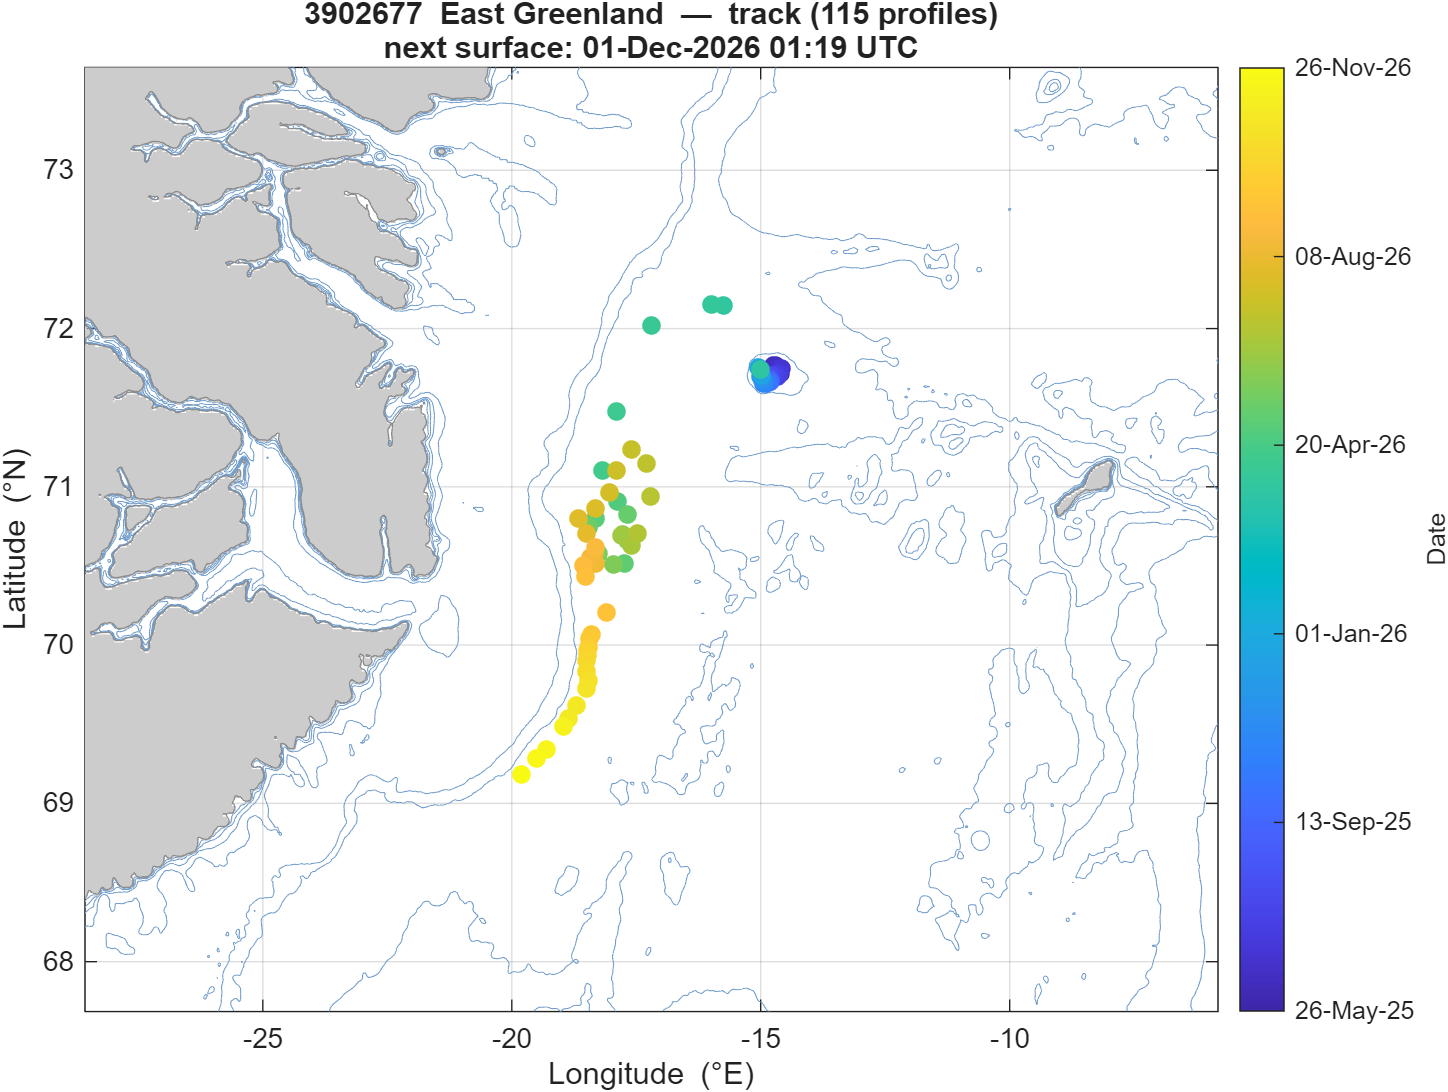 3902677 East Greenland — track (115 profiles)
next surface: 01-Dec-2026 01:19 UTC
26-Nov-26
08-Aug-26
20-Apr-26
01-Jan-26
13-Sep-25
26-May-25
Date
73
72
71
70
69
68
Latitude (°N)
-25
-20
-15
-10
Longitude (°E)